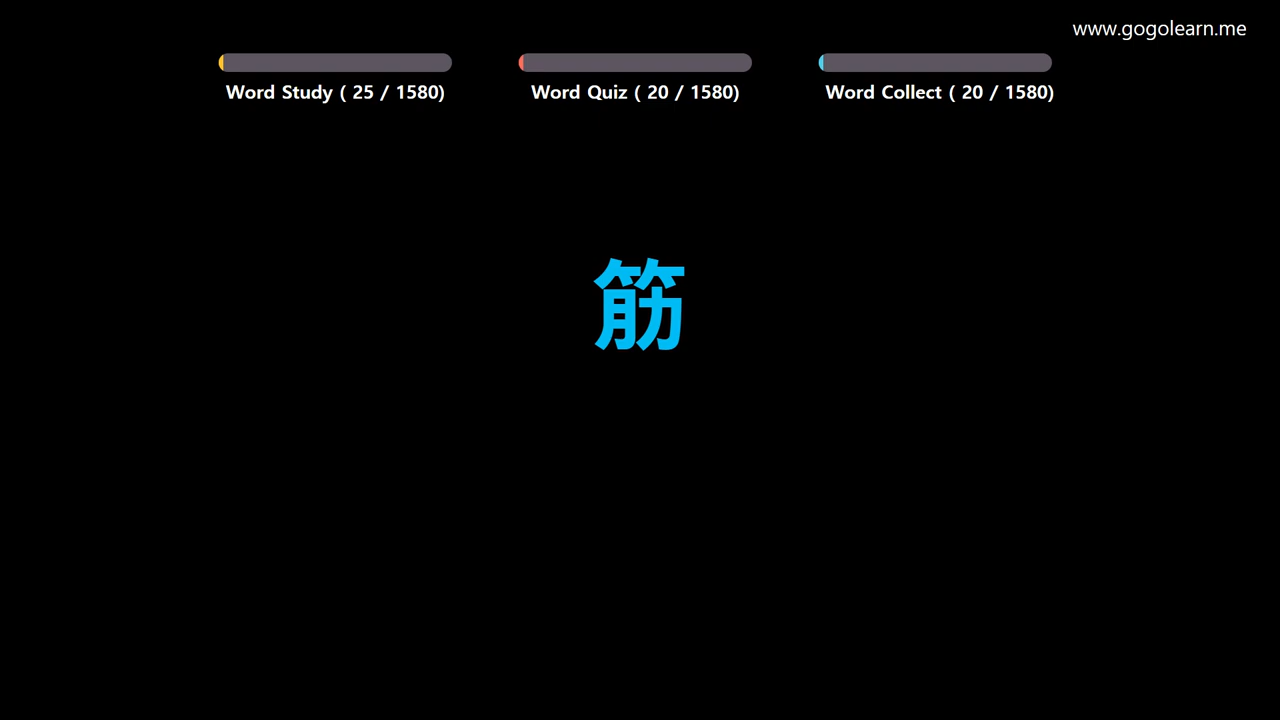 www.gogolearn.me
Word Study ( 25 / 1580)
Word Quiz ( 20 / 1580)
Word Collect ( 20 / 1580)
筋